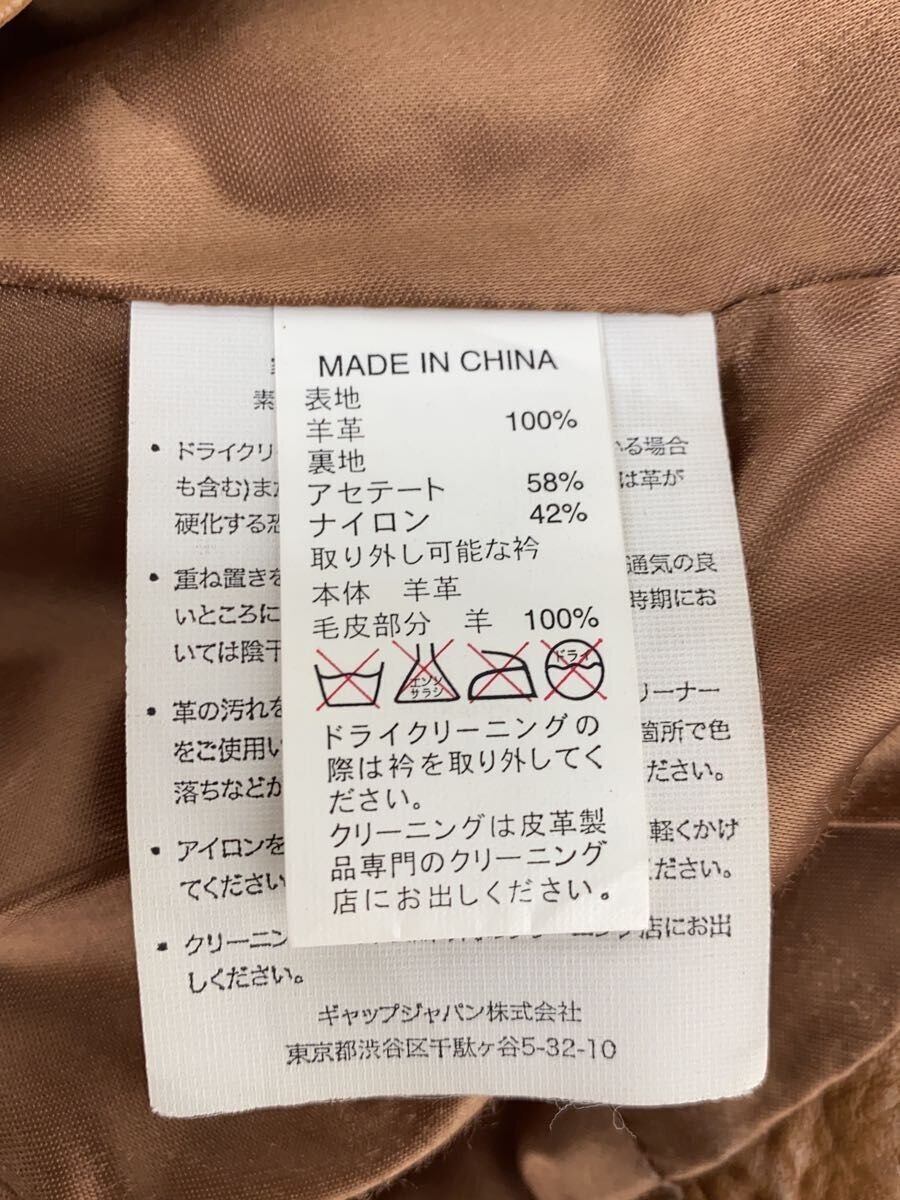 MADE IN CHINA
表地
羊革 100%
裏地
アセテート 58%
ナイロン 42%
取り外し可能な衿
本体 羊革
毛皮部分 羊 100%
エンソ
サラシ
ドライ
ドライクリーニングの
際は衿を取り外してく
ださい。
クリーニングは皮革製
品専門のクリーニング
店にお出しください。
素
・ドライクリ いる場合
も含む)また は革が
硬化する恐
・重ね置きを 通気の良
いところに 時期にお
いては陰干
・革の汚れを リーナー
をご使用い 箇所で色
落ちなどが ださい。
・アイロンを 軽くかけ
てください ださい。
・クリーニン 店にお出
しください。
ギャップジャパン株式会社
東京都渋谷区千駄ヶ谷5-32-10